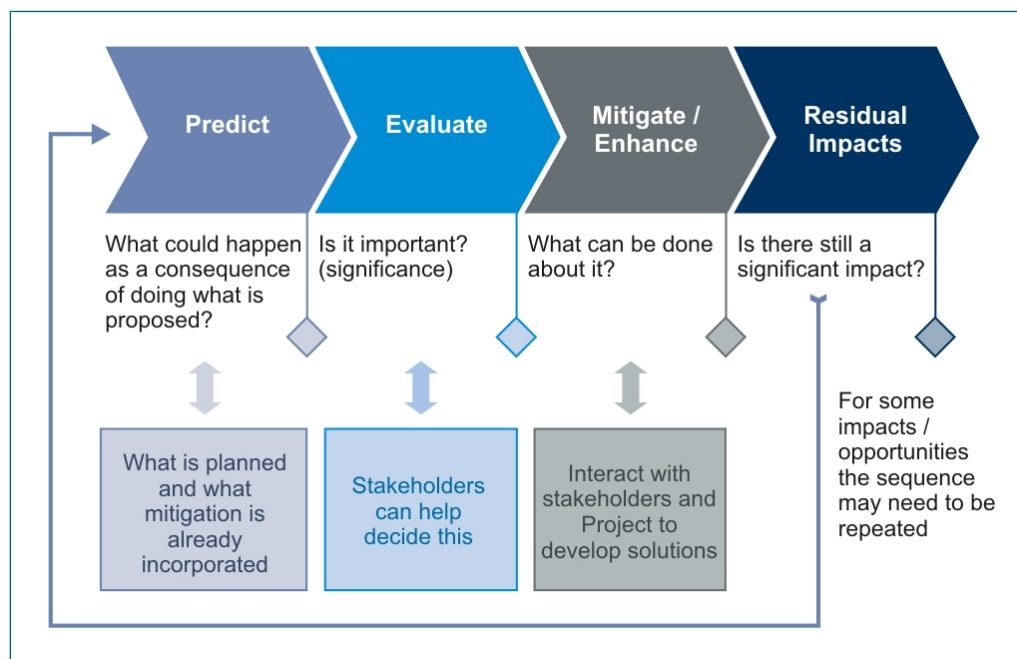 Predict
Evaluate
Mitigate /
Enhance
Residual
Impacts
What could happen
as a consequence
of doing what is
proposed?
Is it important?
(significance)
What can be done
about it?
Is there still a
significant impact?
What is planned
and what
mitigation is
already
incorporated
Stakeholders
can help
decide this
Interact with
stakeholders and
Project to
develop solutions
For some
impacts /
opportunities
the sequence
may need to be
repeated